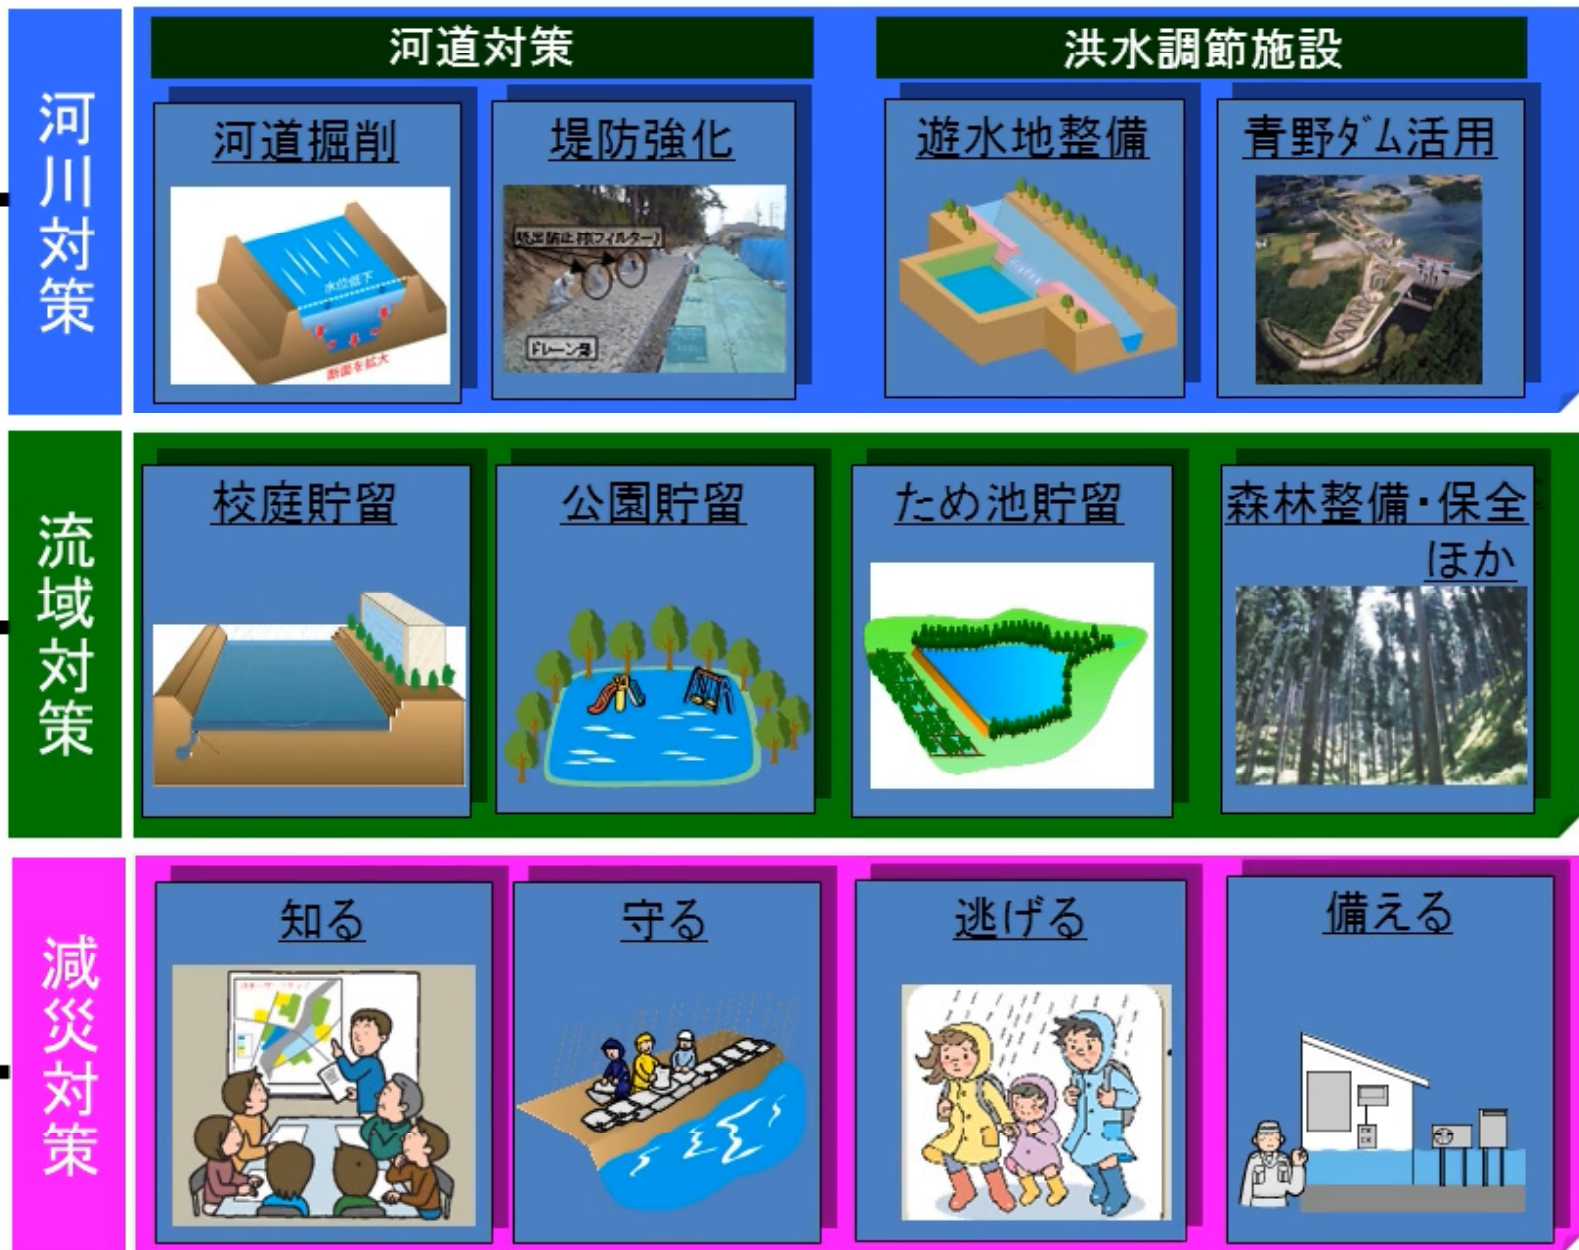 河川対策
河道対策
洪水調節施設
河道掘削
堤防強化
遊水地整備
青野ダム活用
水位低下
断面を拡大
ドレーン工
流域対策
校庭貯留
公園貯留
ため池貯留
森林整備・保全
ほか
減災対策
知る
守る
逃げる
備える